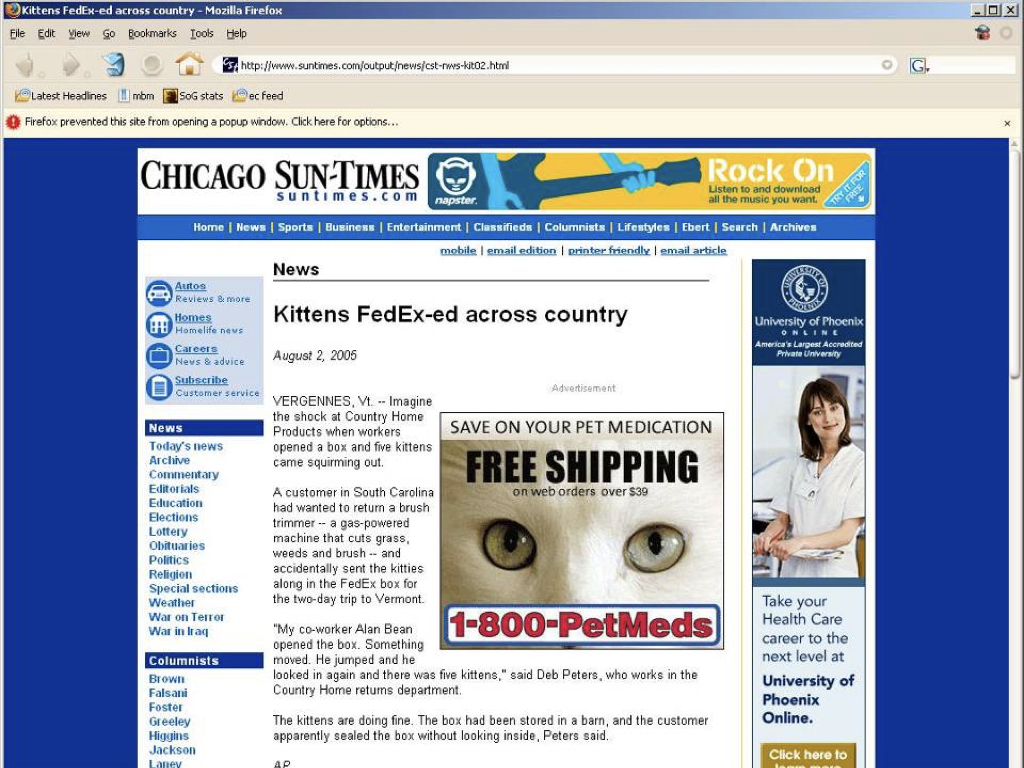 Kittens FedEx-ed across country - Mozilla Firefox
File Edit View Go Bookmarks Tools Help
http://www.suntimes.com/output/news/cst-nws-kit02.html
G
Latest Headlines mbm SoG stats ec feed
Firefox prevented this site from opening a popup window. Click here for options...
CHICAGO SUN-TIMES
suntimes.com
napster.
Rock On
Listen to and download
all the music you want.
TRY IT FOR
FREE
Home | News | Sports | Business | Entertainment | Classifieds | Columnists | Lifestyles | Ebert | Search | Archives
mobile | email edition | printer friendly | email article
Autos
Reviews & more
Homes
Homelife news
Careers
News & advice
Subscribe
Customer service
News
Today's news
Archive
Commentary
Editorials
Education
Elections
Lottery
Obituaries
Politics
Religion
Special sections
Weather
War on Terror
War in Iraq
Columnists
Brown
Falsani
Foster
Greeley
Higgins
Jackson
Laney
News
Kittens FedEx-ed across country
August 2, 2005
Advertisement
VERGENNES, Vt. -- Imagine
the shock at Country Home
Products when workers
opened a box and five kittens
came squirming out.
A customer in South Carolina
had wanted to return a brush
trimmer -- a gas-powered
machine that cuts grass,
weeds and brush -- and
accidentally sent the kitties
along in the FedEx box for
the two-day trip to Vermont.
"My co-worker Alan Bean
opened the box. Something
moved. He jumped and he
looked in again and there was five kittens," said Deb Peters, who works in the
Country Home returns department.
The kittens are doing fine. The box had been stored in a barn, and the customer
apparently sealed the box without looking inside, Peters said.
AP
SAVE ON YOUR PET MEDICATION
FREE SHIPPING
on web orders over $39
1-800-PetMeds
University of Phoenix
ONLINE
America's Largest Accredited
Private University
Take your
Health Care
career to the
next level at
University of
Phoenix
Online.
Click here to
learn more